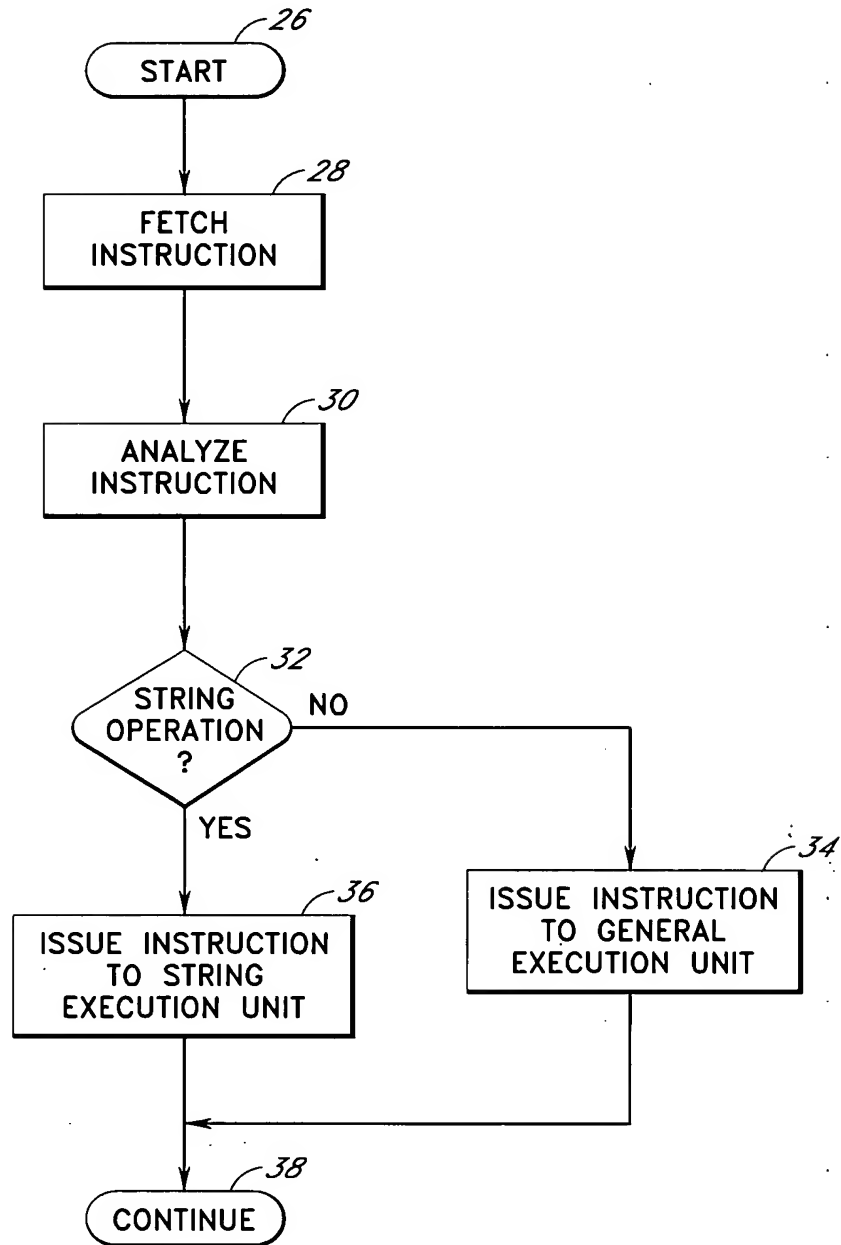 26
START
28
FETCH
INSTRUCTION
30
ANALYZE
INSTRUCTION
32
STRING
OPERATION
?
NO
YES
34
ISSUE INSTRUCTION
TO GENERAL
EXECUTION UNIT
36
ISSUE INSTRUCTION
TO STRING
EXECUTION UNIT
38
CONTINUE